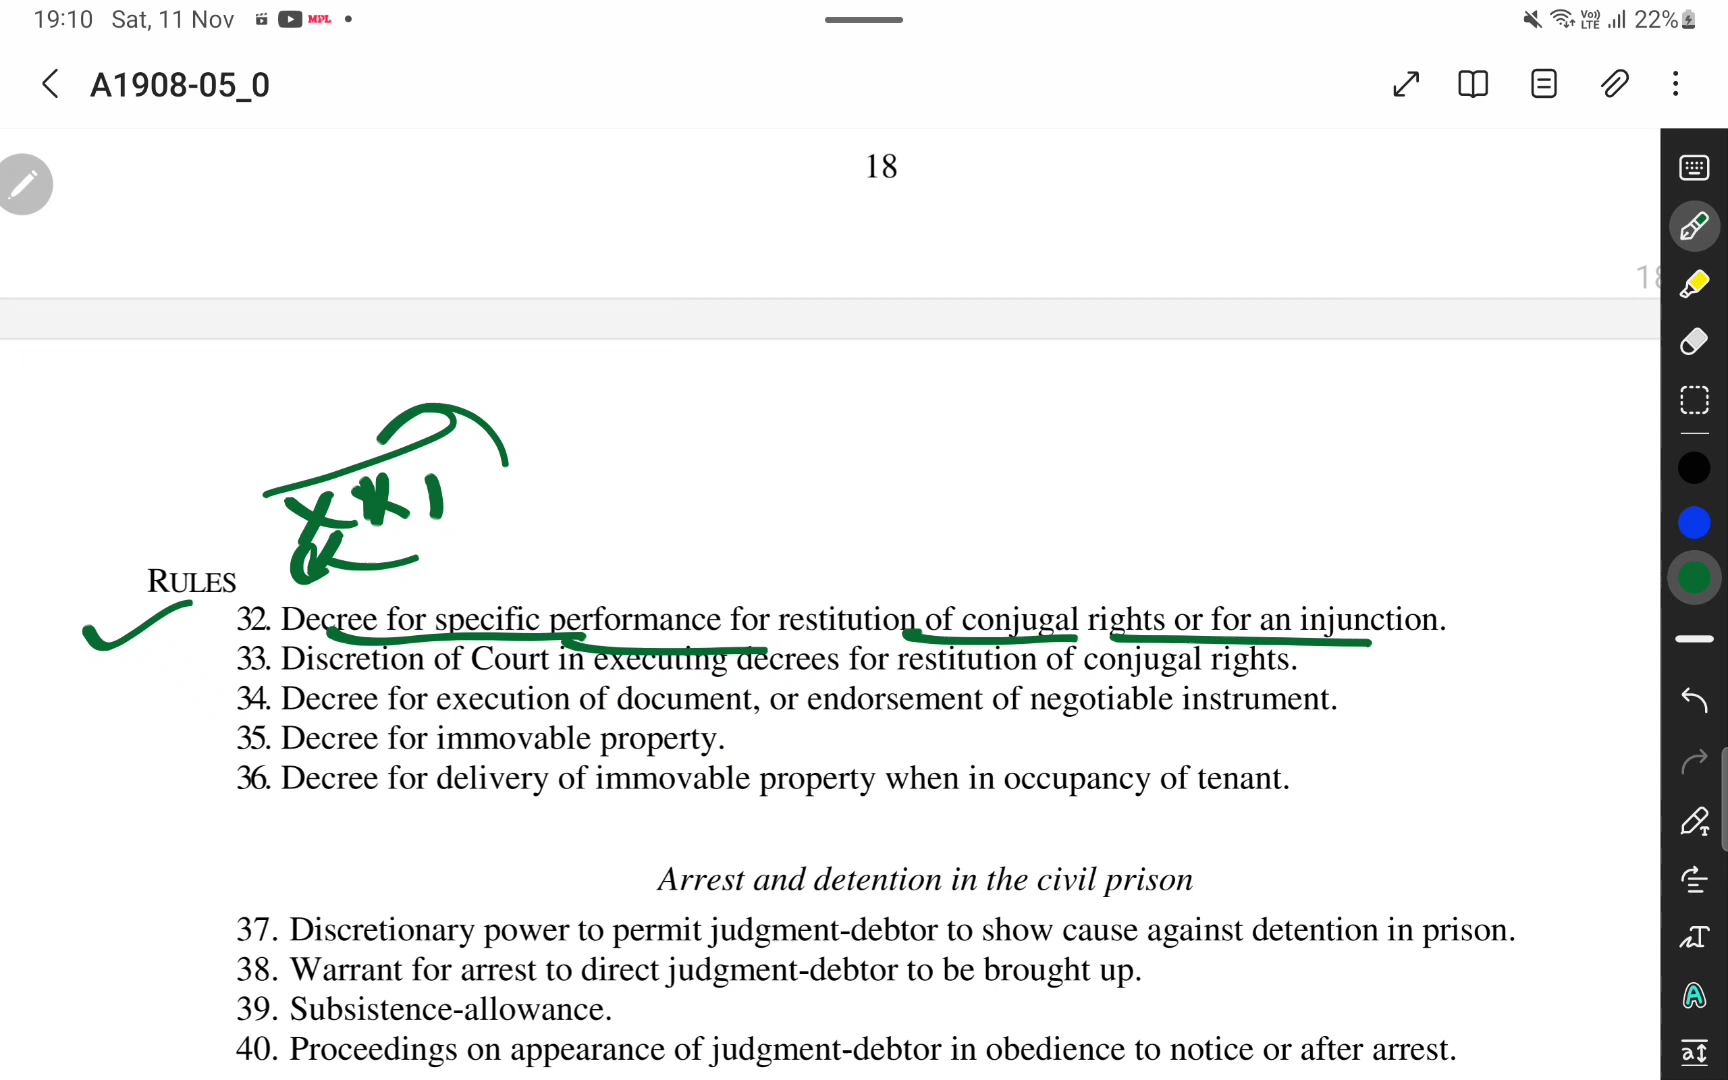 19:10 Sat, 11 Nov MPL
Vo)) LTE 22%
A1908-05_0
18
18
RULES
32. Decree for specific performance for restitution of conjugal rights or for an injunction.
33. Discretion of Court in executing decrees for restitution of conjugal rights.
34. Decree for execution of document, or endorsement of negotiable instrument.
35. Decree for immovable property.
36. Decree for delivery of immovable property when in occupancy of tenant.
Arrest and detention in the civil prison
37. Discretionary power to permit judgment-debtor to show cause against detention in prison.
38. Warrant for arrest to direct judgment-debtor to be brought up.
39. Subsistence-allowance.
40. Proceedings on appearance of judgment-debtor in obedience to notice or after arrest.